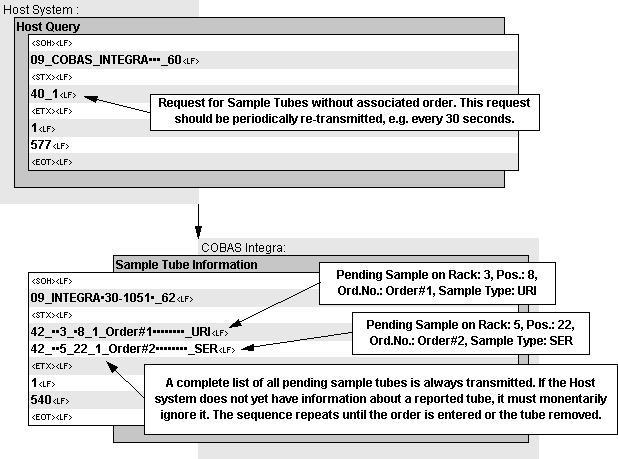 Host System :
Host Query
<SOH><LF>
09_COBAS_INTEGRA▪▪▪_60<LF>
<STX><LF>
40_1<LF>
Request for Sample Tubes without associated order. This request
should be periodically re-transmitted, e.g. every 30 seconds.
<ETX><LF>
1<LF>
577<LF>
<EOT><LF>
COBAS Integra:
Sample Tube Information
<SOH><LF>
09_INTEGRA▪30-1051▪_62<LF>
<STX><LF>
42_▪▪3_▪8_1_Order#1▪▪▪▪▪▪▪▪_URI<LF>
42_▪▪5_22_1_Order#2▪▪▪▪▪▪▪▪_SER<LF>
<ETX><LF>
1<LF>
540<LF>
<EOT><LF>
Pending Sample on Rack: 3, Pos.: 8,
Ord.No.: Order#1, Sample Type: URI
Pending Sample on Rack: 5, Pos.: 22,
Ord.No.: Order#2, Sample Type: SER
A complete list of all pending sample tubes is always transmitted. If the Host
system does not yet have information about a reported tube, it must monentarily
ignore it. The sequence repeats until the order is entered or the tube removed.